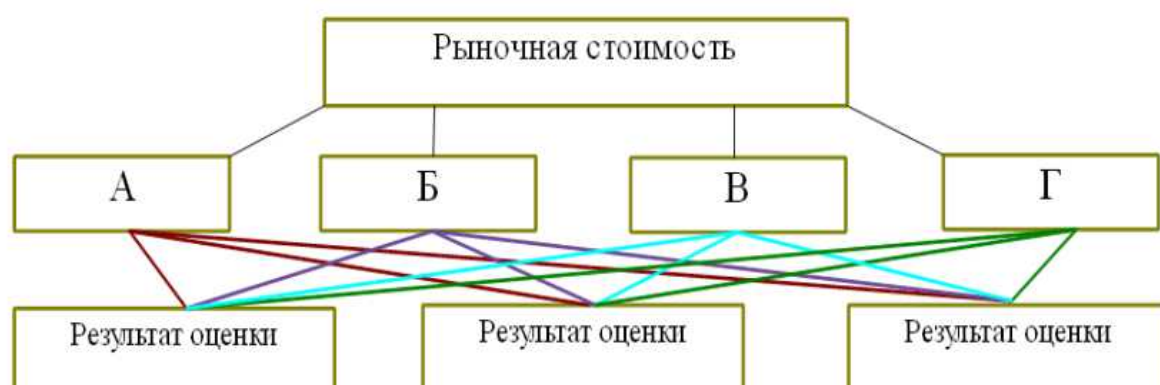 Рыночная стоимость
А
Б
В
Г
Результат оценки
Результат оценки
Результат оценки